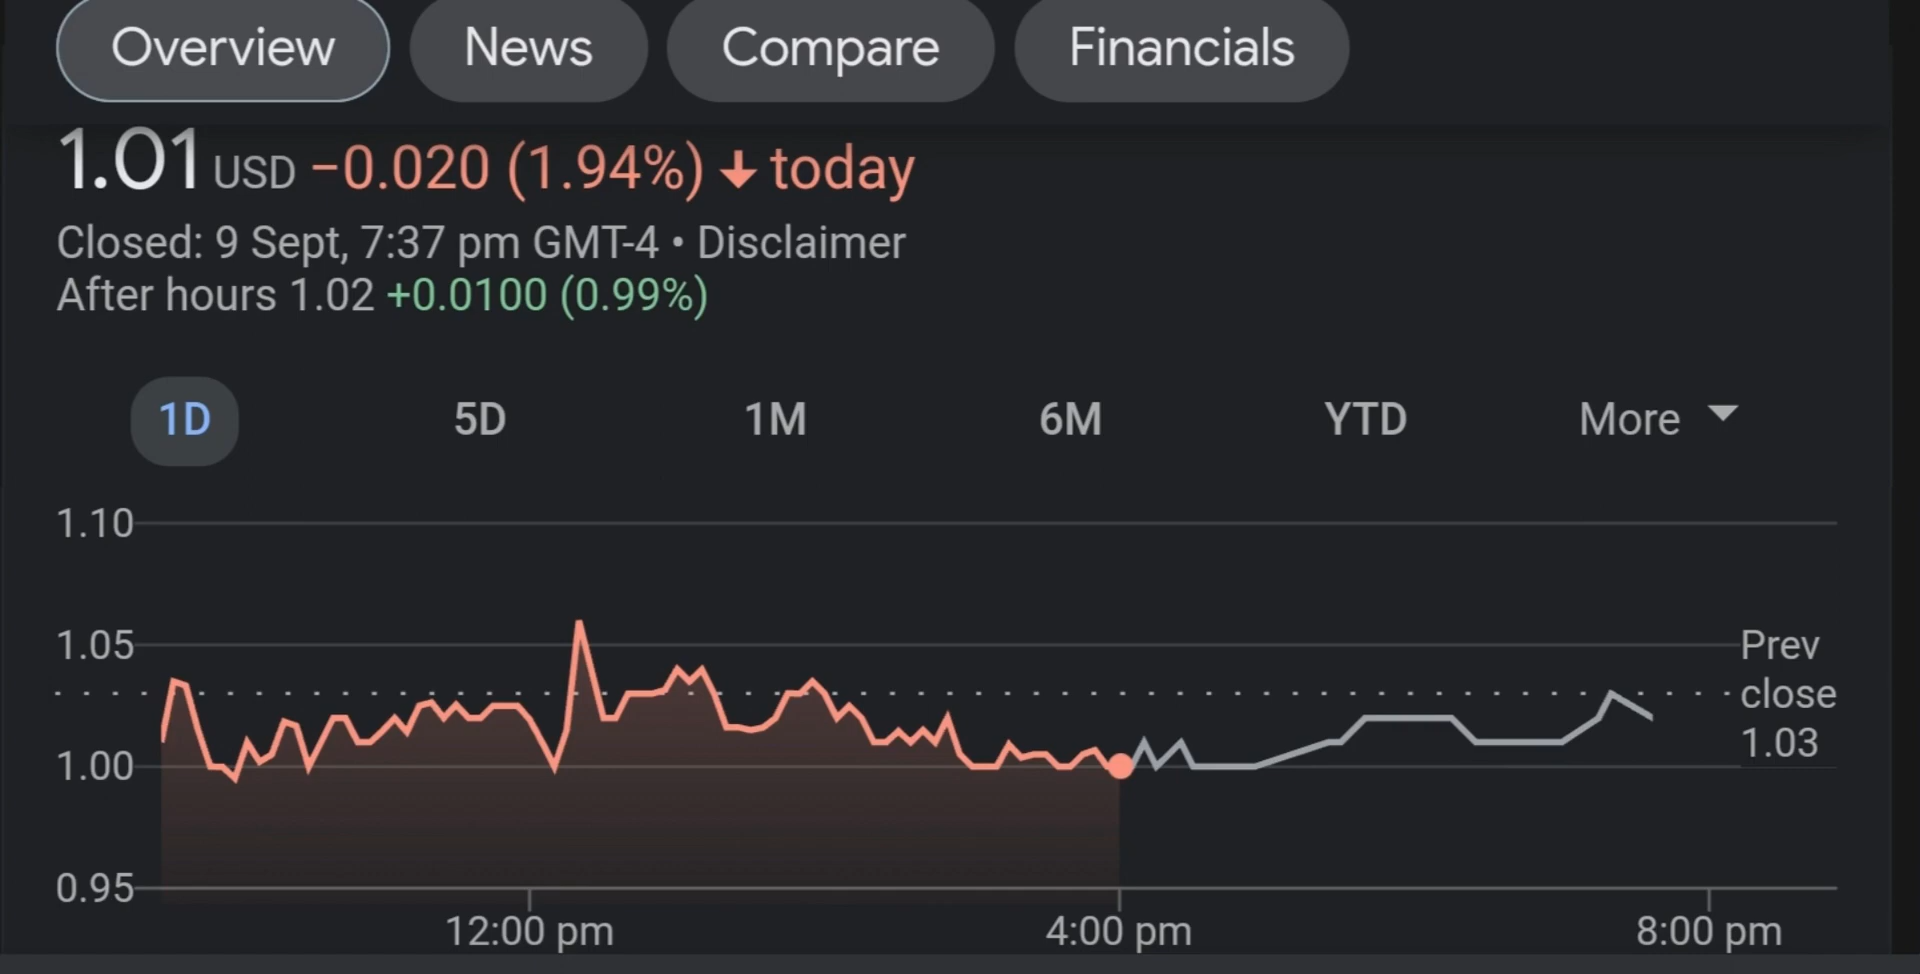 Overview News Compare Financials
1.01 USD −0.020 (1.94%) ↓ today
Closed: 9 Sept, 7:37 pm GMT-4 • Disclaimer
After hours 1.02 +0.0100 (0.99%)
1D 5D 1M 6M YTD More
1.10
1.05
1.00
0.95
Prev
close
1.03
12:00 pm 4:00 pm 8:00 pm